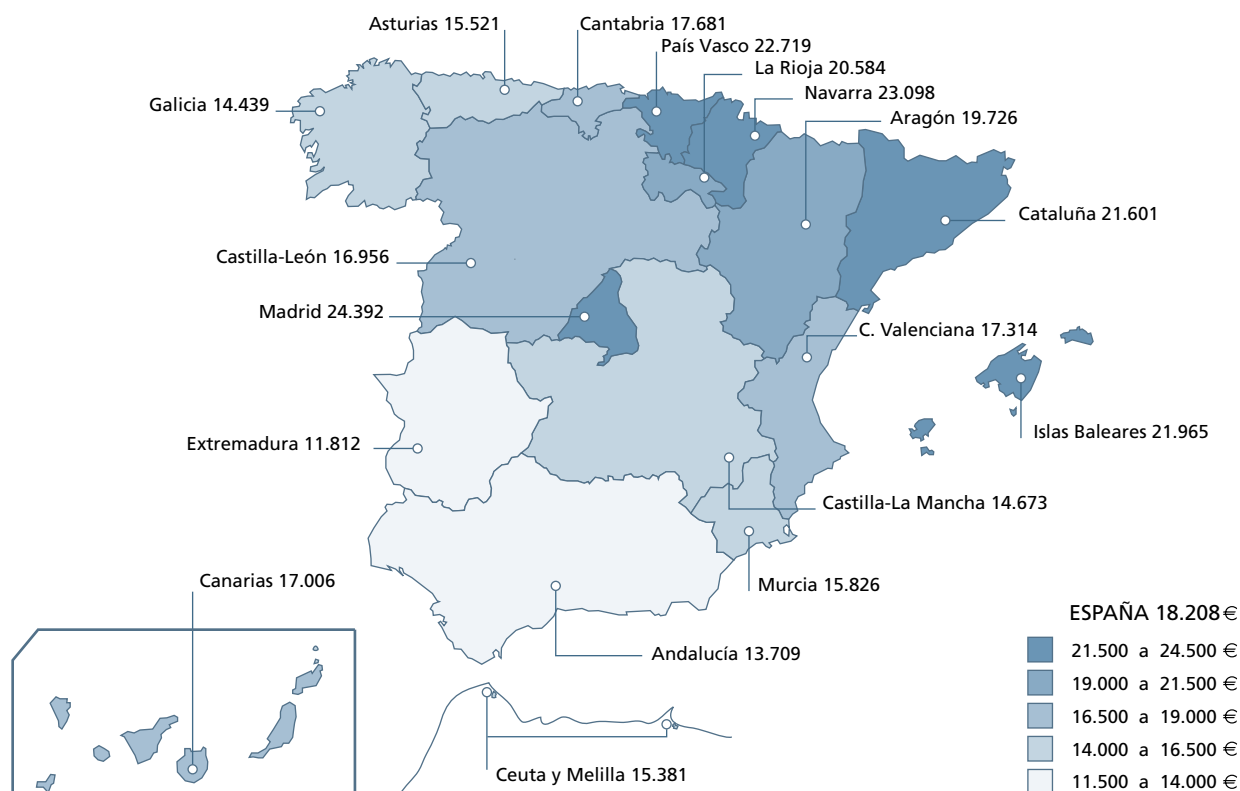 Asturias 15.521
Cantabria 17.681
País Vasco 22.719
La Rioja 20.584
Navarra 23.098
Galicia 14.439
Aragón 19.726
Cataluña 21.601
Castilla-León 16.956
Madrid 24.392
C. Valenciana 17.314
Islas Baleares 21.965
Extremadura 11.812
Castilla-La Mancha 14.673
Canarias 17.006
Murcia 15.826
Andalucía 13.709
Ceuta y Melilla 15.381
ESPAÑA 18.208 €
21.500 a 24.500 €
19.000 a 21.500 €
16.500 a 19.000 €
14.000 a 16.500 €
11.500 a 14.000 €